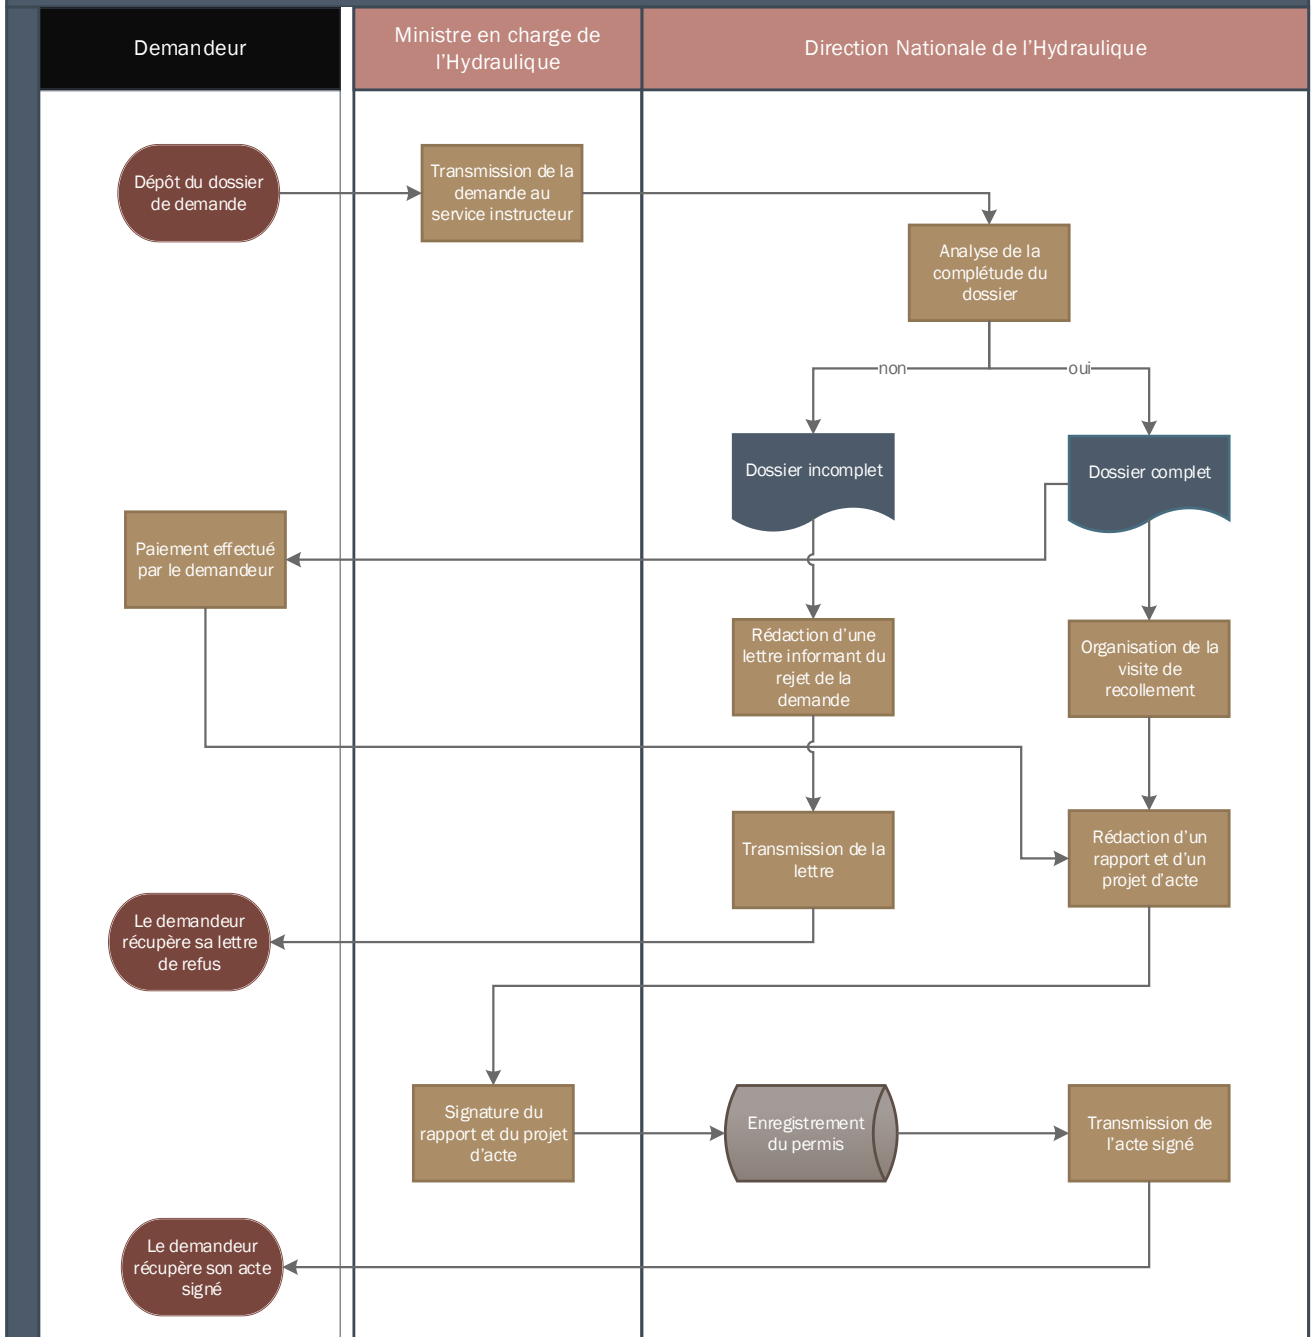 Demandeur
Ministre en charge de
l’Hydraulique
Direction Nationale de l’Hydraulique
Dépôt du dossier
de demande
Transmission de la
demande au
service instructeur
Analyse de la
complétude du
dossier
non
oui
Dossier incomplet
Dossier complet
Paiement effectué
par le demandeur
Rédaction d’une
lettre informant du
rejet de la
demande
Organisation de la
visite de
recollement
Transmission de la
lettre
Rédaction d’un
rapport et d’un
projet d’acte
Le demandeur
récupère sa lettre
de refus
Signature du
rapport et du projet
d’acte
Enregistrement
du permis
Transmission de
l’acte signé
Le demandeur
récupère son acte
signé